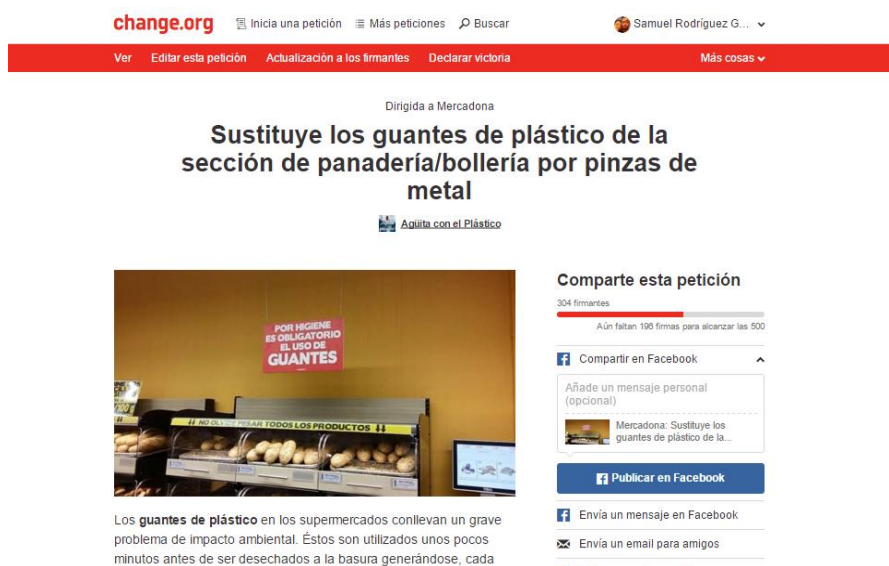 change.org
Inicia una petición
Más peticiones
Buscar
Samuel Rodríguez G...
Ver
Editar esta petición
Actualización a los firmantes
Declarar victoria
Más cosas
Dirigida a Mercadona
Sustituye los guantes de plástico de la
sección de panadería/bollería por pinzas de
metal
Agüita con el Plástico
POR HIGIENE
ES OBLIGATORIO
EL USO DE
GUANTES
NO OLVIDE PESAR TODOS LOS PRODUCTOS
Los guantes de plástico en los supermercados conllevan un grave
problema de impacto ambiental. Éstos son utilizados unos pocos
minutos antes de ser desechados a la basura generándose, cada
Comparte esta petición
304 firmantes
Aún faltan 196 firmas para alcanzar las 500
Compartir en Facebook
Añade un mensaje personal
(opcional)
Mercadona: Sustituye los
guantes de plástico de la...
Publicar en Facebook
Envía un mensaje en Facebook
Envía un email para amigos